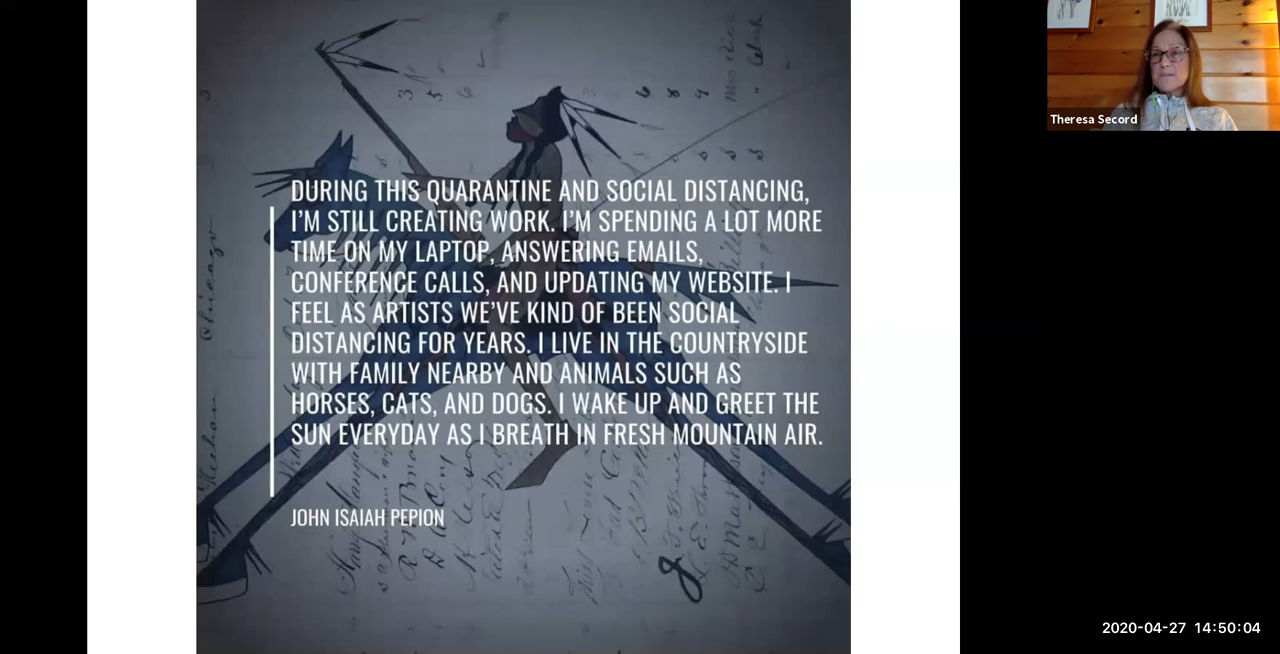 DURING THIS QUARANTINE AND SOCIAL DISTANCING,
I'M STILL CREATING WORK. I'M SPENDING A LOT MORE
TIME ON MY LAPTOP, ANSWERING EMAILS,
CONFERENCE CALLS, AND UPDATING MY WEBSITE. I
FEEL AS ARTISTS WE'VE KIND OF BEEN SOCIAL
DISTANCING FOR YEARS. I LIVE IN THE COUNTRYSIDE
WITH FAMILY NEARBY AND ANIMALS SUCH AS
HORSES, CATS, AND DOGS. I WAKE UP AND GREET THE
SUN EVERYDAY AS I BREATH IN FRESH MOUNTAIN AIR.
JOHN ISAIAH PEPION
Theresa Secord
2020-04-27 14:50:04